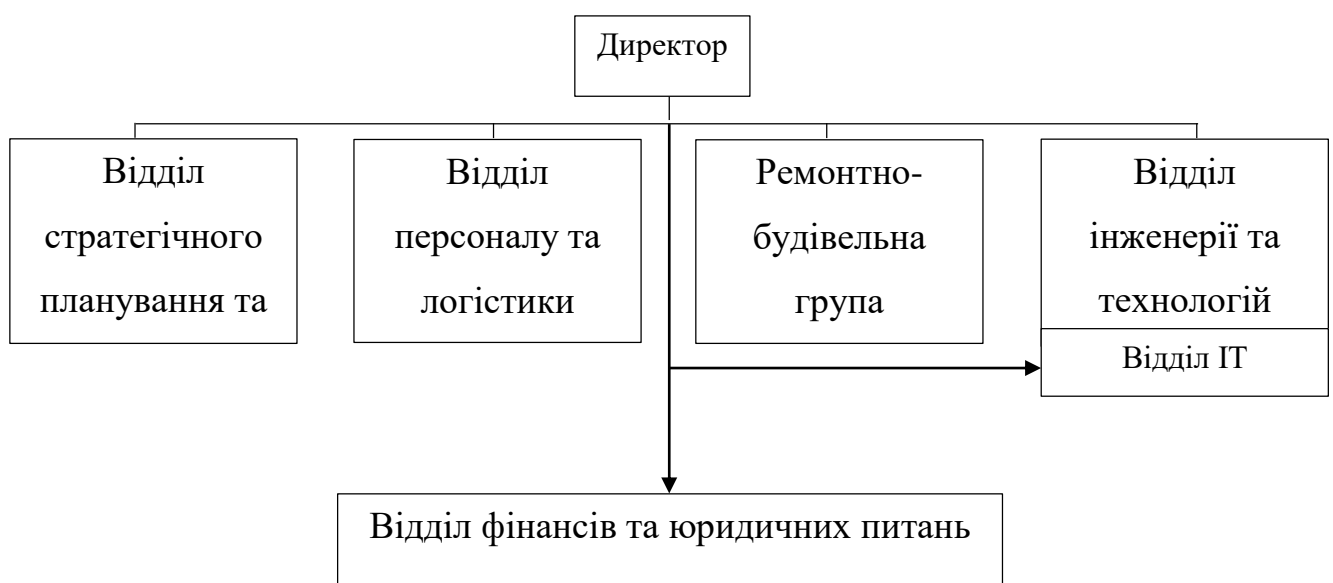 Директор
Відділ
стратегічного
планування та
Відділ
персоналу та
логістики
Ремонтно-
будівельна
група
Відділ
інженерії та
технологій
Відділ ІТ
Відділ фінансів та юридичних питань